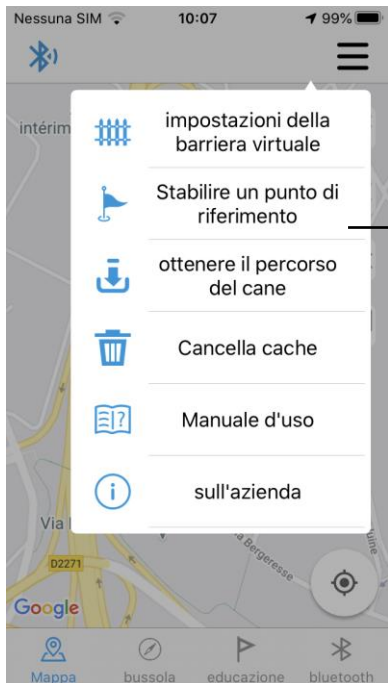 Nessuna SIM 10:07 99%
intérim
impostazioni della
barriera virtuale
Stabilire un punto di
riferimento
ottenere il percorso
del cane
Cancella cache
Manuale d'uso
sull'azienda
Via
D2271
Bergeresse
Google
Mappa bussola educazione bluetooth